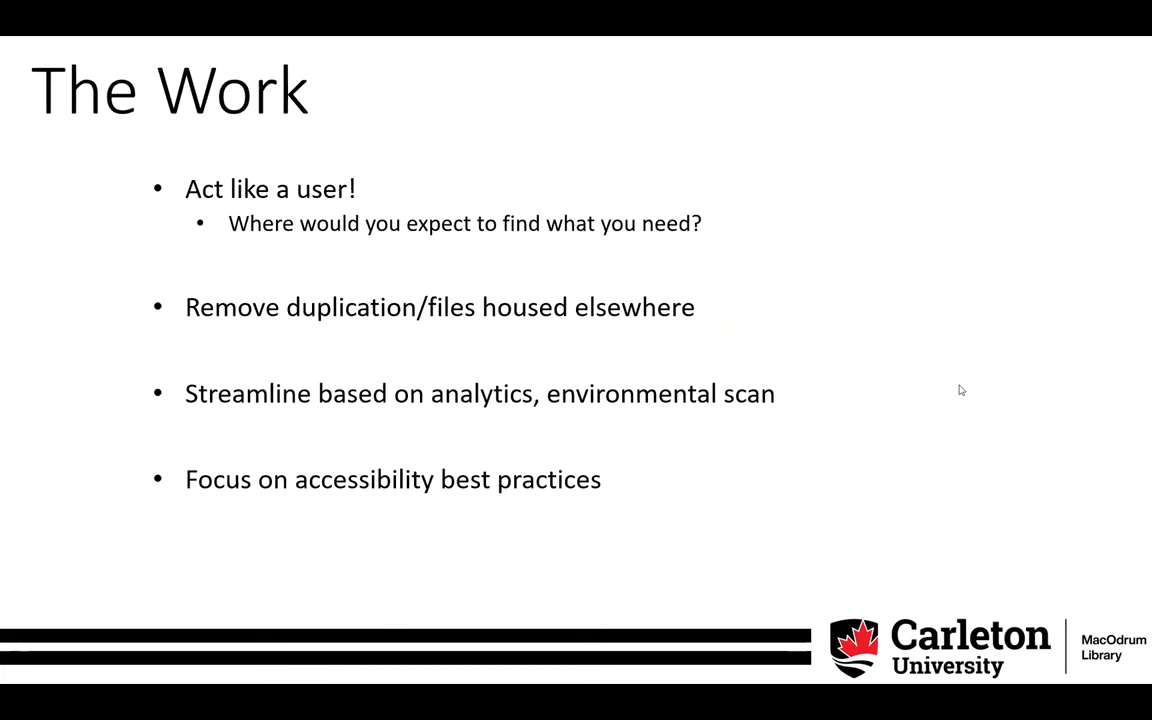 The Work
• Act like a user!
• Where would you expect to find what you need?
• Remove duplication/files housed elsewhere
• Streamline based on analytics, environmental scan
• Focus on accessibility best practices
Carleton
University
MacOdrum
Library